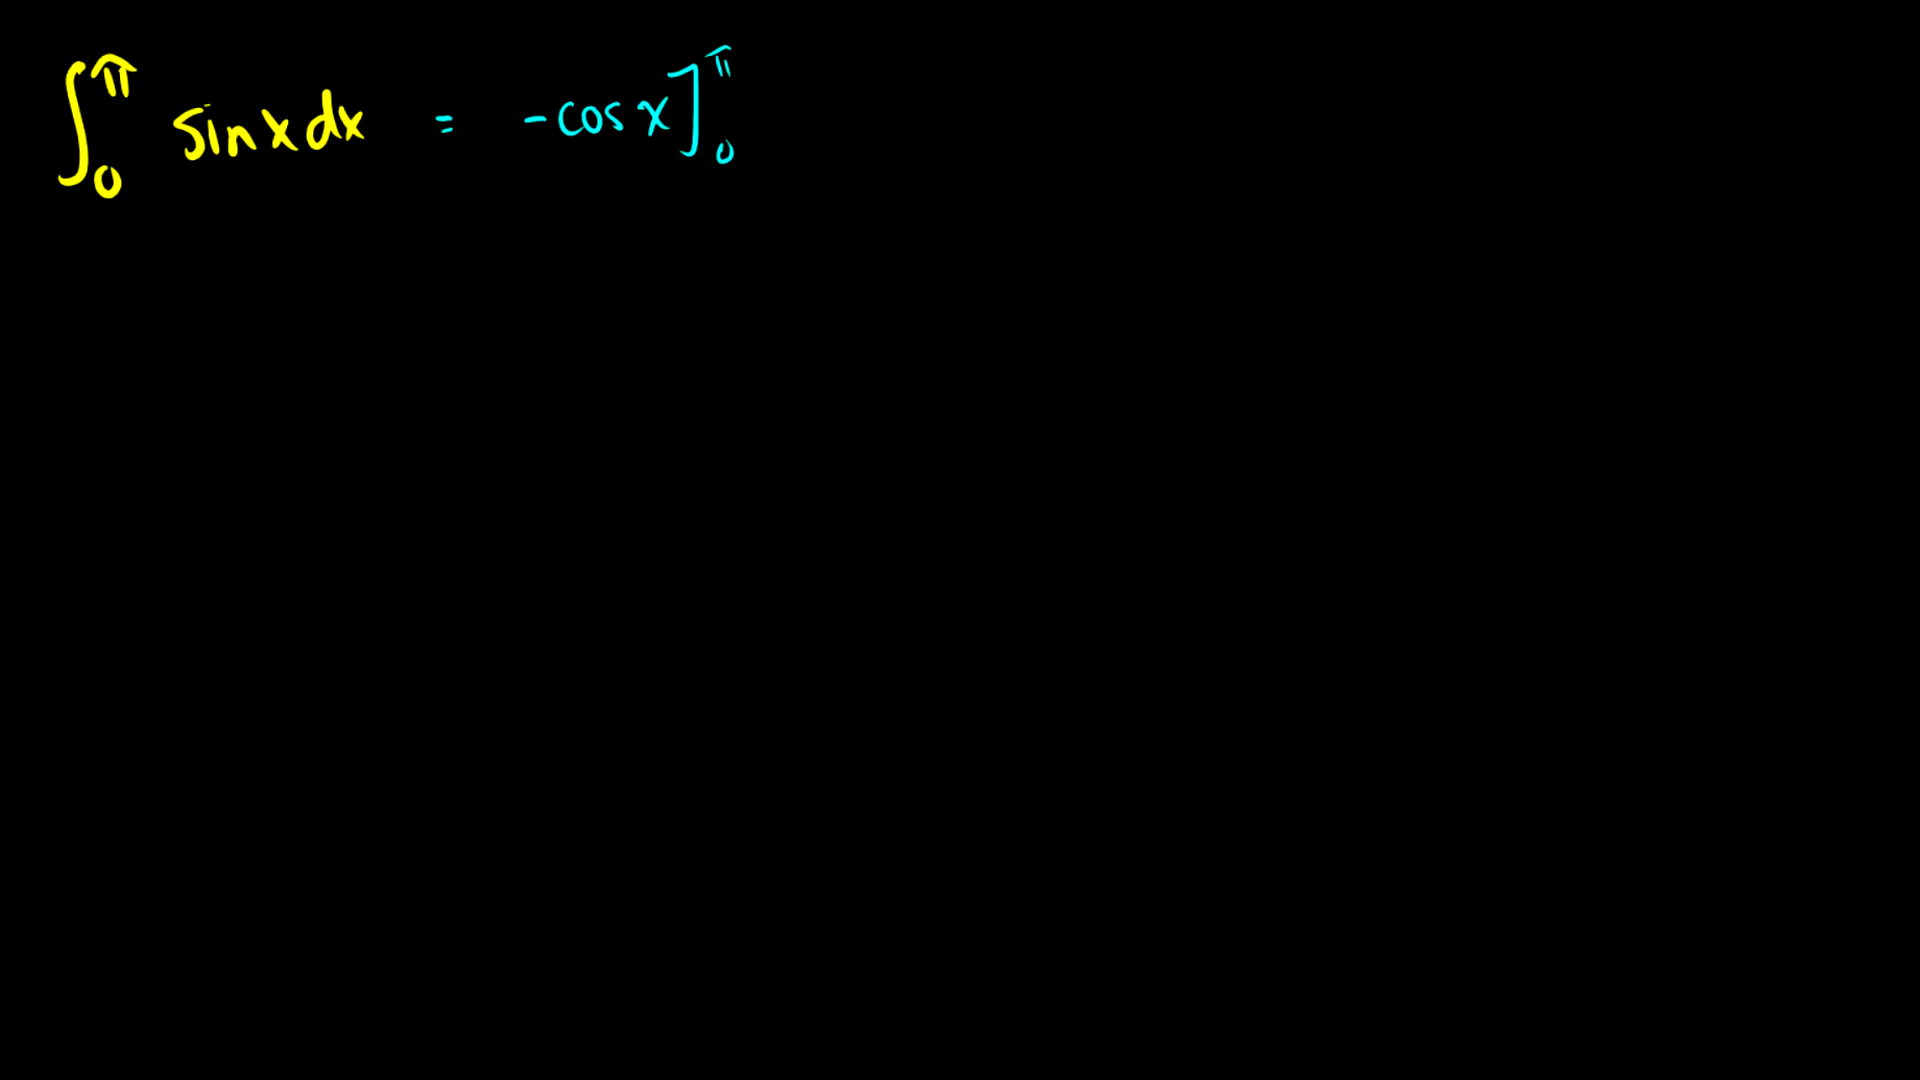 ∫₀^π sin x dx = -cos x]₀^π